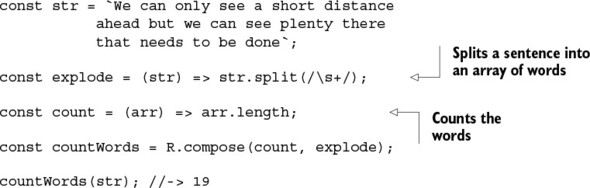 const str = `We can only see a short distance
ahead but we can see plenty there
that needs to be done`;
const explode = (str) => str.split(/\s+/);
Splits a sentence into
an array of words
const count = (arr) => arr.length;
Counts the
words
const countWords = R.compose(count, explode);
countWords(str); //-> 19